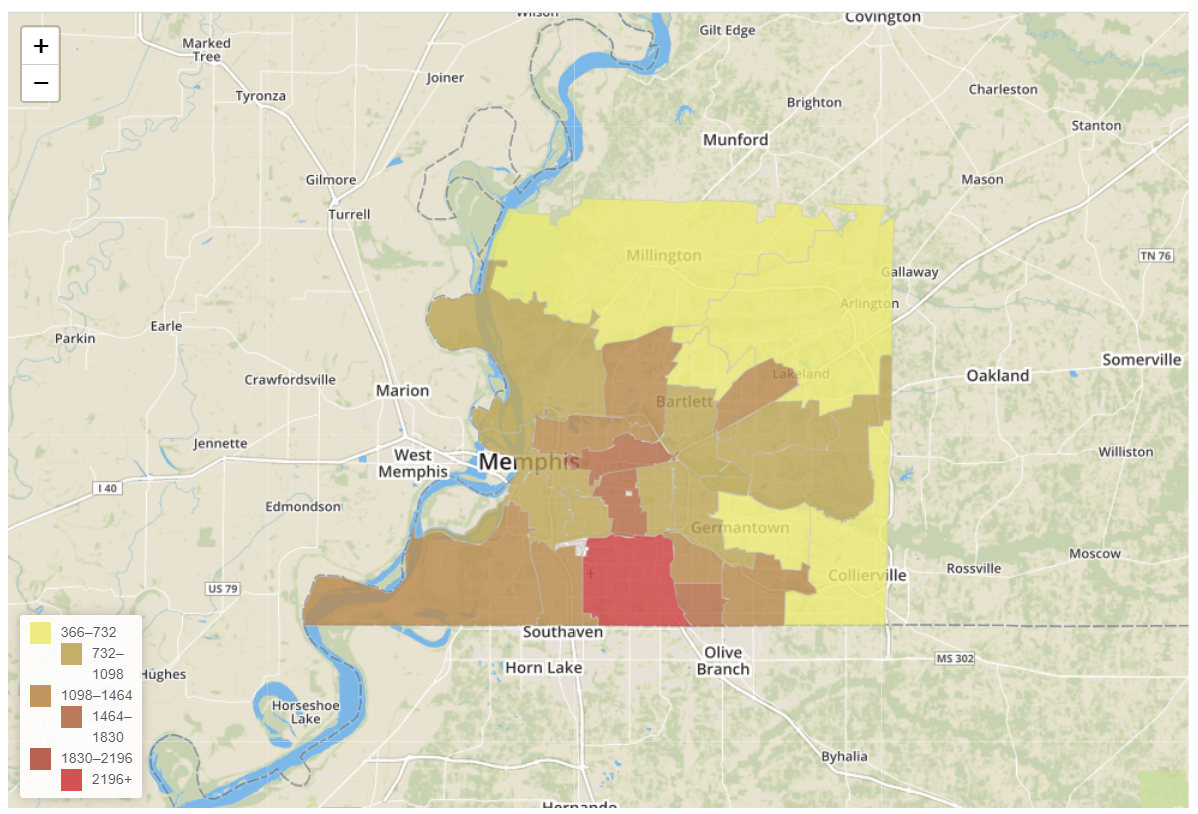 Wilson
Covington
+
Marked
Tree
Gilt Edge
−
Joiner
Tyronza
Charleston
Brighton
Stanton
Munford
Gilmore
Mason
Turrell
Millington
TN 76
Gallaway
Arlington
Earle
Parkin
Somerville
Crawfordsville
Lakeland
Oakland
Marion
Bartlett
Jennette
West
Memphis
Memphis
Williston
I 40
Edmondson
Germantown
Moscow
Collierville
Rossville
US 79
Southaven
366–732
732–
1098
1098–1464
1464–
1830
1830–2196
2196+
Olive
Branch
MS 302
Horn Lake
Hughes
Horseshoe
Lake
Byhalia
Hernando